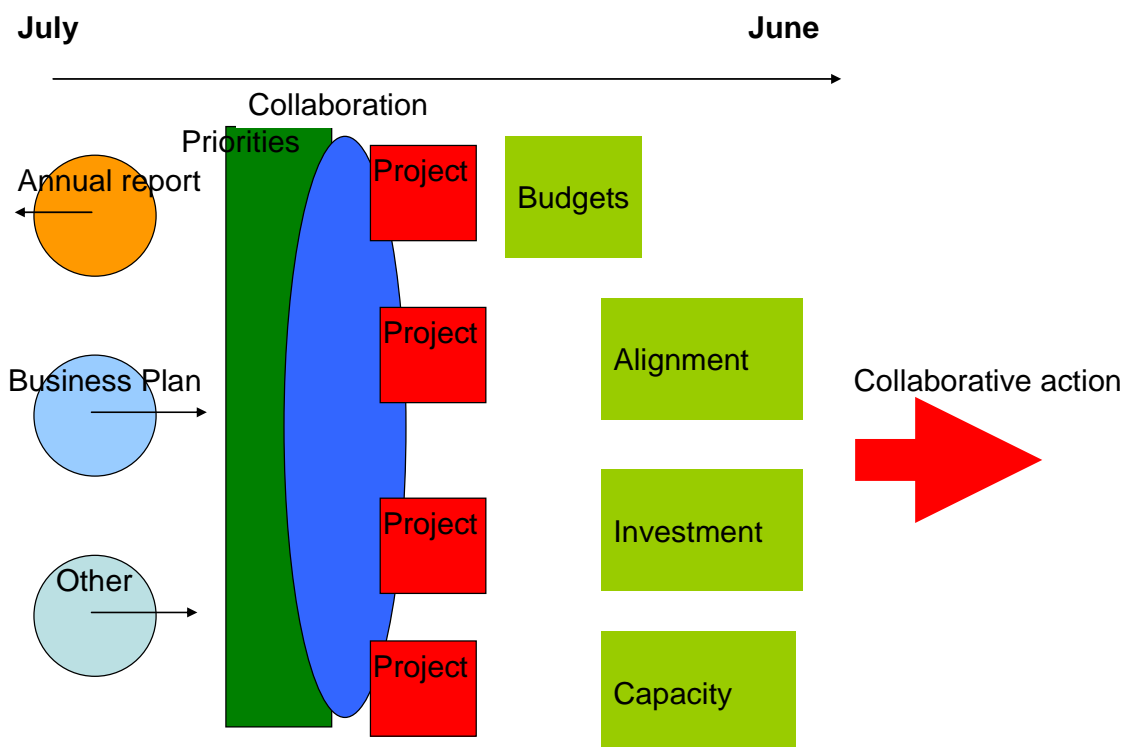 July
June
Collaboration
Priorities
Annual report
Project
Budgets
Project
Alignment
Business Plan
Collaborative action
Project
Investment
Other
Project
Capacity